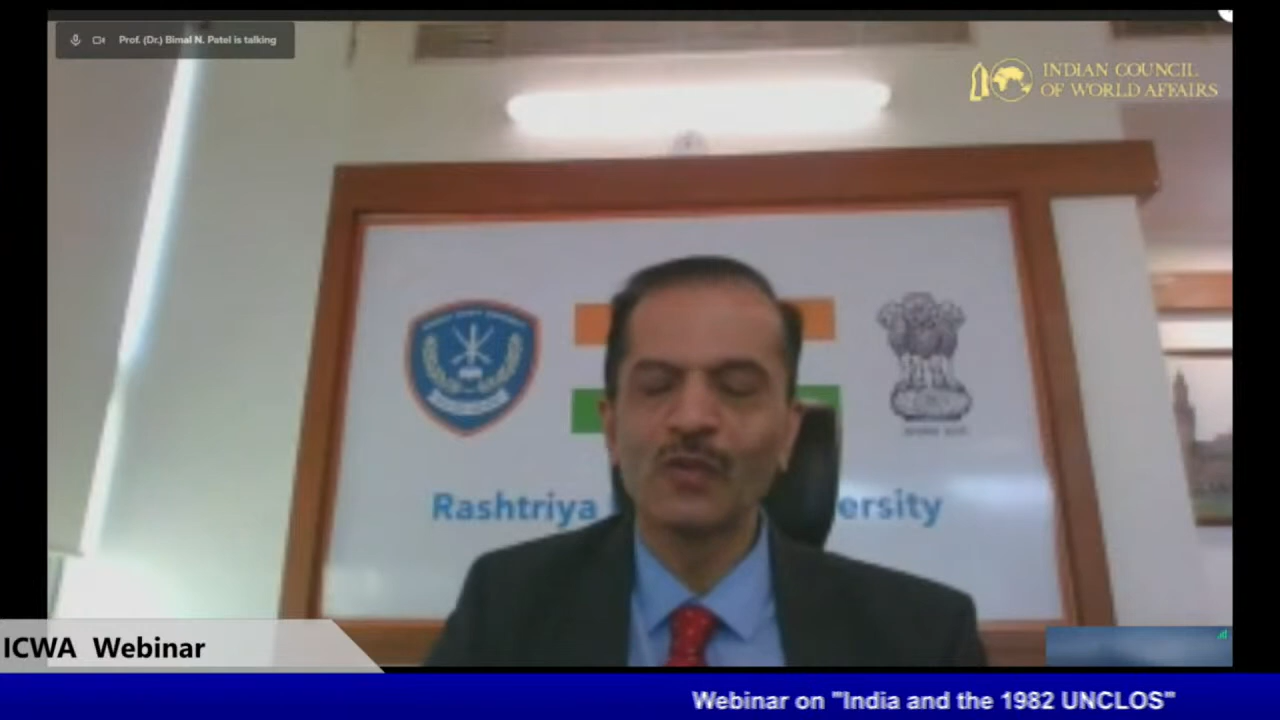 Prof. (Dr.) Bimal N. Patel is talking
INDIAN COUNCIL
OF WORLD AFFAIRS
Rashtriya ersity
ICWA Webinar
Webinar on "India and the 1982 UNCLOS"